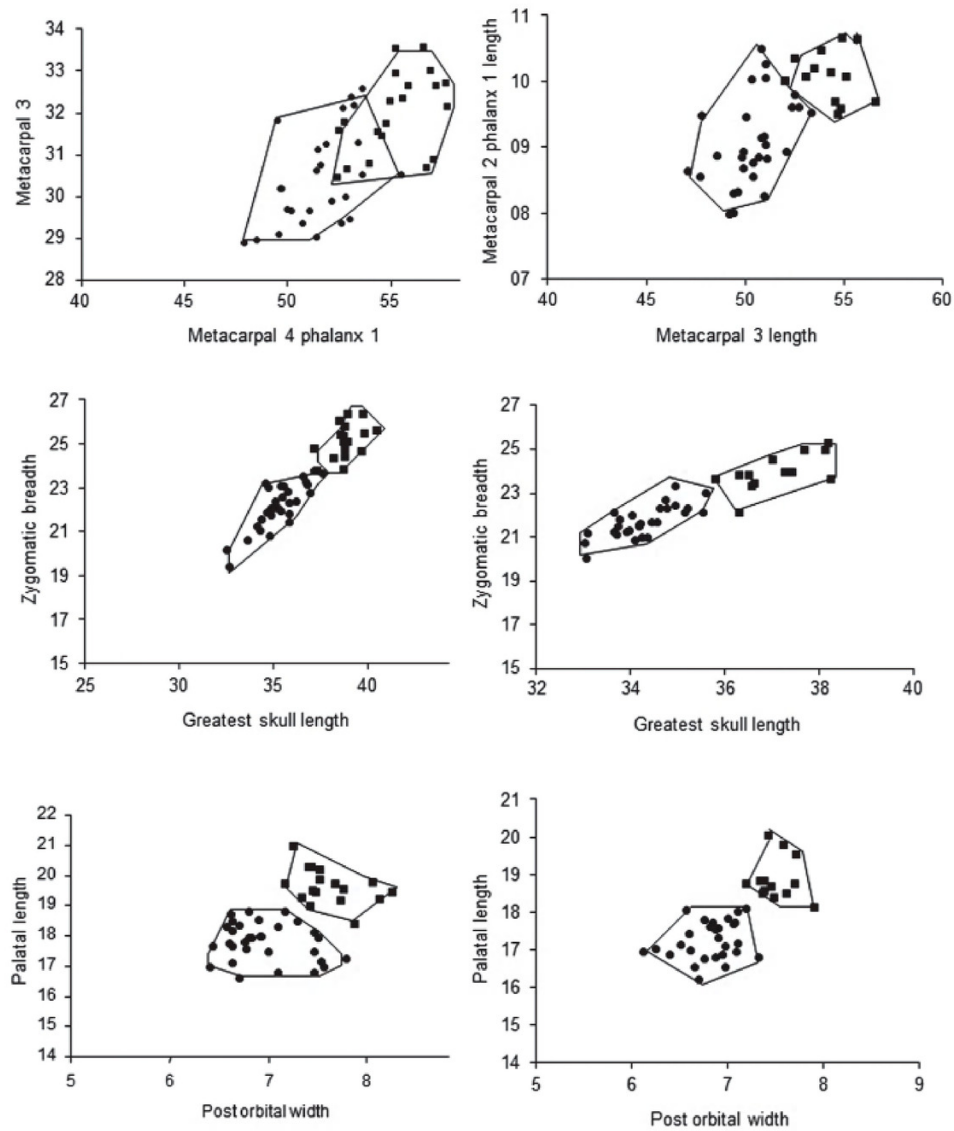 34
33
32
31
30
29
28
Metacarpal 3
40 45 50 55
Metacarpal 4 phalanx 1
11
10
09
08
07
Metacarpal 2 phalanx 1 length
40 45 50 55 60
Metacarpal 3 length
27
25
23
21
19
17
15
Zygomatic breadth
25 30 35 40
Greatest skull length
27
25
23
21
19
17
15
Zygomatic breadth
32 34 36 38 40
Greatest skull length
22
21
20
19
18
17
16
15
14
Palatal length
5 6 7 8
Post orbital width
21
20
19
18
17
16
15
14
Palatal length
5 6 7 8 9
Post orbital width